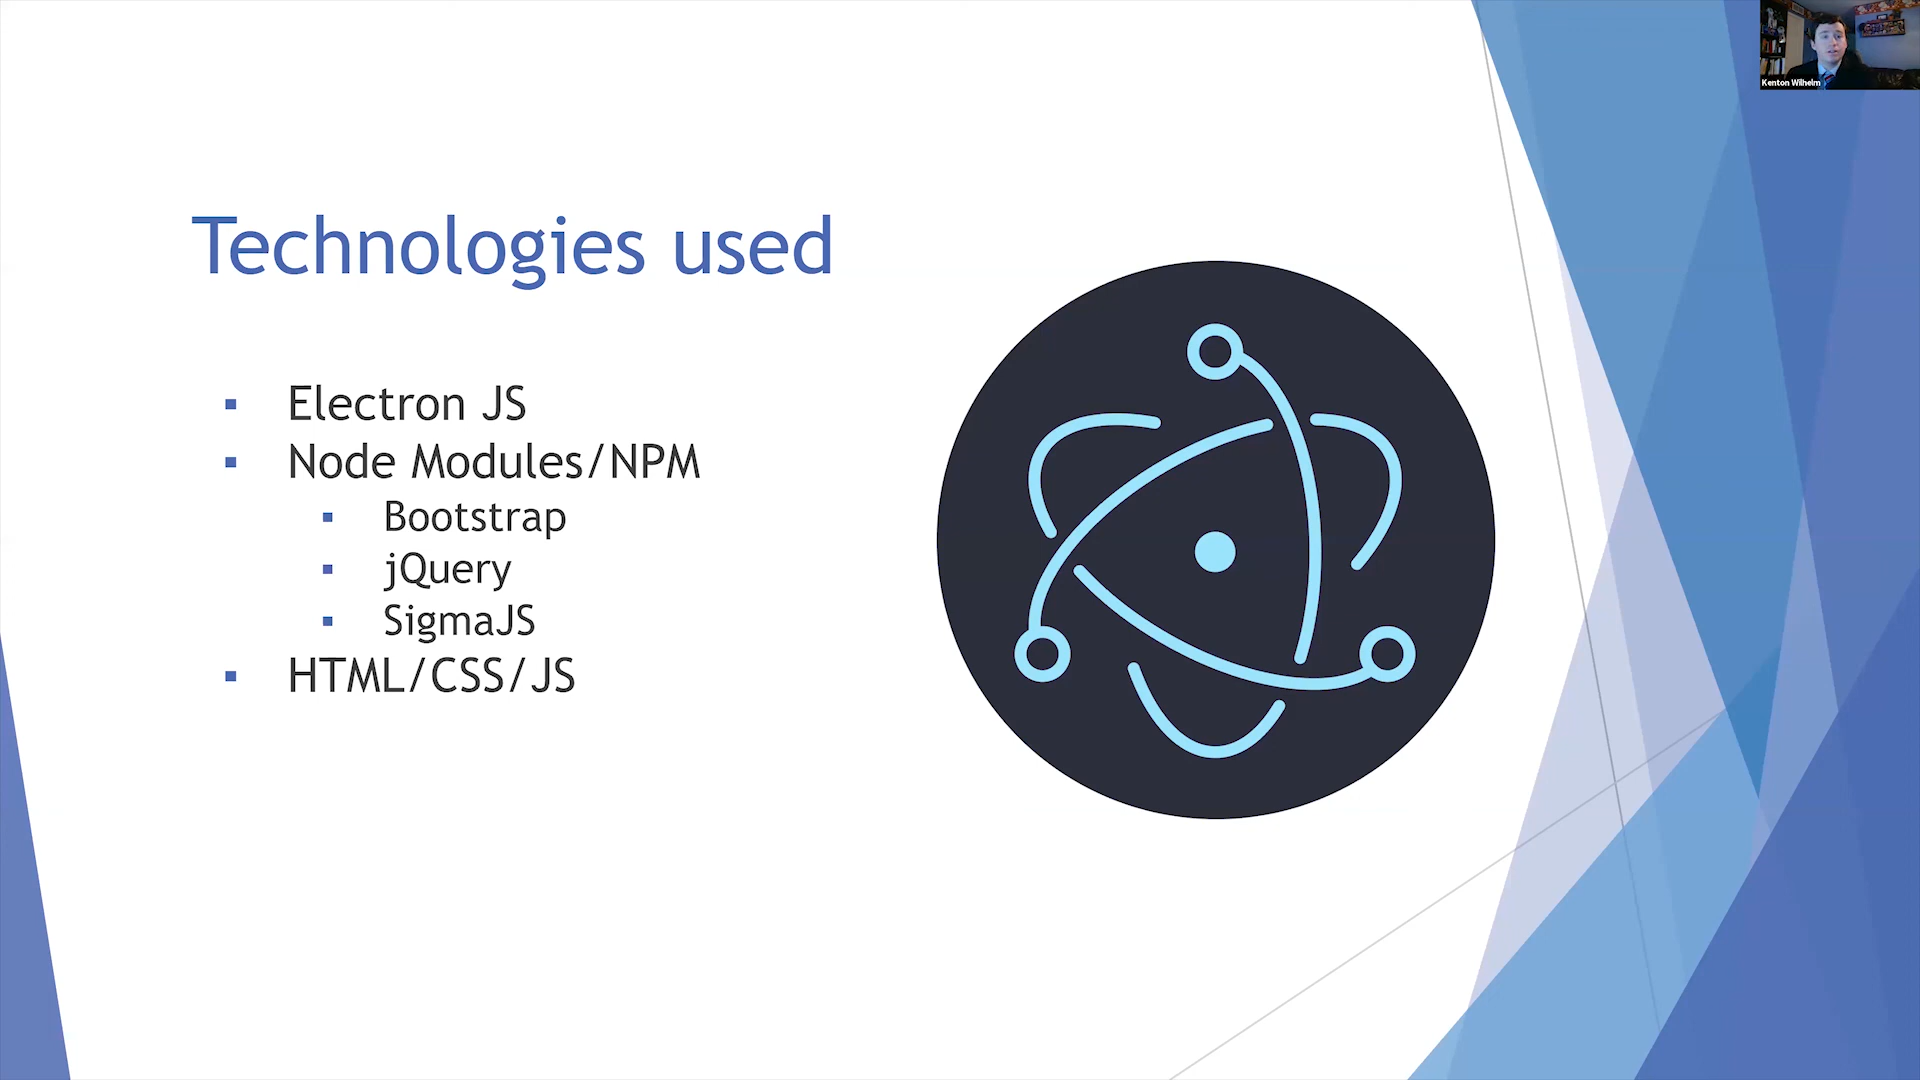 Kenton Wilhelm
Technologies used
Electron JS
Node Modules/NPM
Bootstrap
jQuery
SigmaJS
HTML/CSS/JS